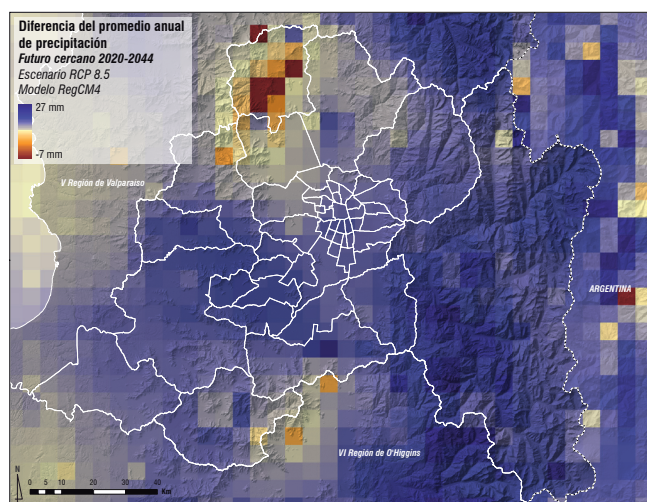 Diferencia del promedio anual
de precipitación
Futuro cercano 2020-2044
Escenario RCP 8.5
Modelo RegCM4
27 mm
-7 mm
V Región de Valparaíso
ARGENTINA
VI Región de O'Higgins
N
0 5 10 20 30 40
Km